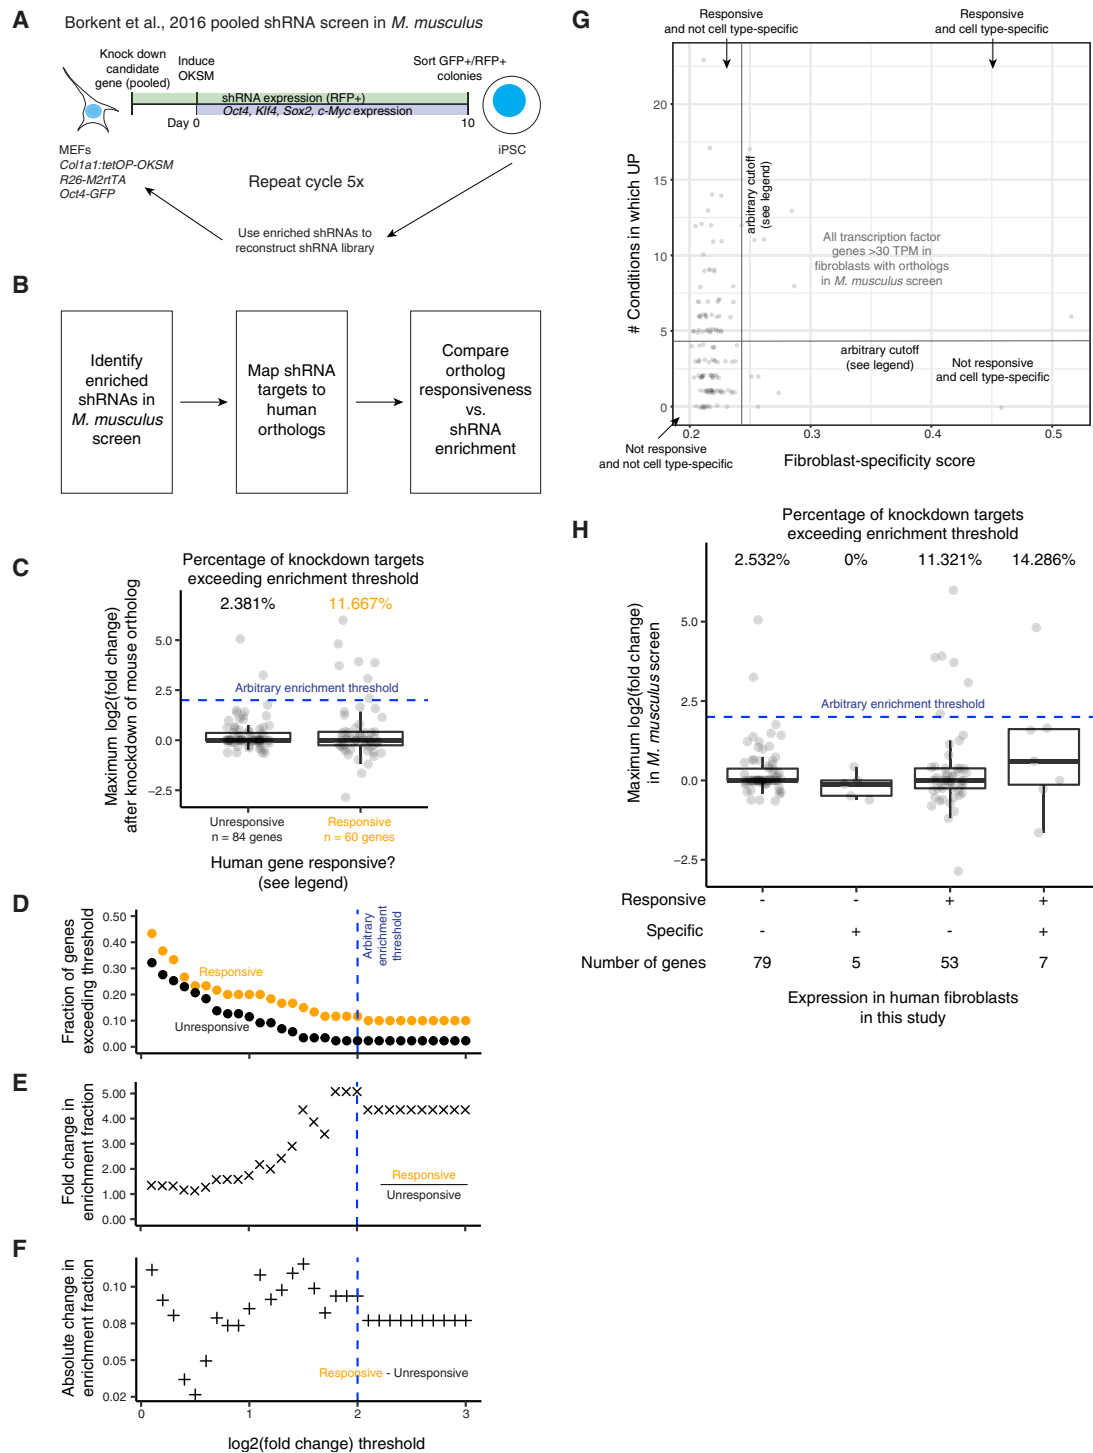 A
Borkent et al., 2016 pooled shRNA screen in M. musculus
Knock down
candidate
gene (pooled)
Induce
OKSM
Sort GFP+/RFP+
colonies
shRNA expression (RFP+)
Oct4, Klf4, Sox2, c-Myc expression
Day 0
10
MEFs
Col1a1:tetOP-OKSM
R26-M2rtTA
Oct4-GFP
iPSC
Repeat cycle 5x
Use enriched shRNAs to
reconstruct shRNA library
B
Identify
enriched
shRNAs in
M. musculus
screen
Map shRNA
targets to
human
orthologs
Compare
ortholog
responsiveness
vs.
shRNA
enrichment
C
Percentage of knockdown targets
exceeding enrichment threshold
2.381%
11.667%
Maximum log2(fold change)
after knockdown of mouse ortholog
5.0
2.5
0.0
−2.5
Arbitrary enrichment threshold
Unresponsive
n = 84 genes
Responsive
n = 60 genes
Human gene responsive?
(see legend)
D
Fraction of genes
exceeding threshold
0.50
0.40
0.30
0.20
0.10
0.00
Responsive
Unresponsive
Arbitrary
enrichment
threshold
E
Fold change in
enrichment fraction
5.00
4.00
3.00
2.00
1.00
0.00
Responsive
Unresponsive
F
Absolute change in
enrichment fraction
0.10
0.08
0.05
0.02
Responsive - Unresponsive
0
1
2
3
log2(fold change) threshold
G
Responsive
and not cell type-specific
Responsive
and cell type-specific
# Conditions in which UP
20
15
10
5
0
arbitrary cutoff
(see legend)
All transcription factor
genes >30 TPM in
fibroblasts with orthologs
in M. musculus screen
arbitrary cutoff
(see legend)
Not responsive
and cell type-specific
0.2
0.3
0.4
0.5
Not responsive
and not cell type-specific
Fibroblast-specificity score
H
Percentage of knockdown targets
exceeding enrichment threshold
2.532%
0%
11.321%
14.286%
Maximum log2(fold change)
in M. musculus screen
5.0
2.5
0.0
−2.5
Arbitrary enrichment threshold
Responsive - - + +
Specific - + - +
Number of genes 79 5 53 7
Expression in human fibroblasts
in this study